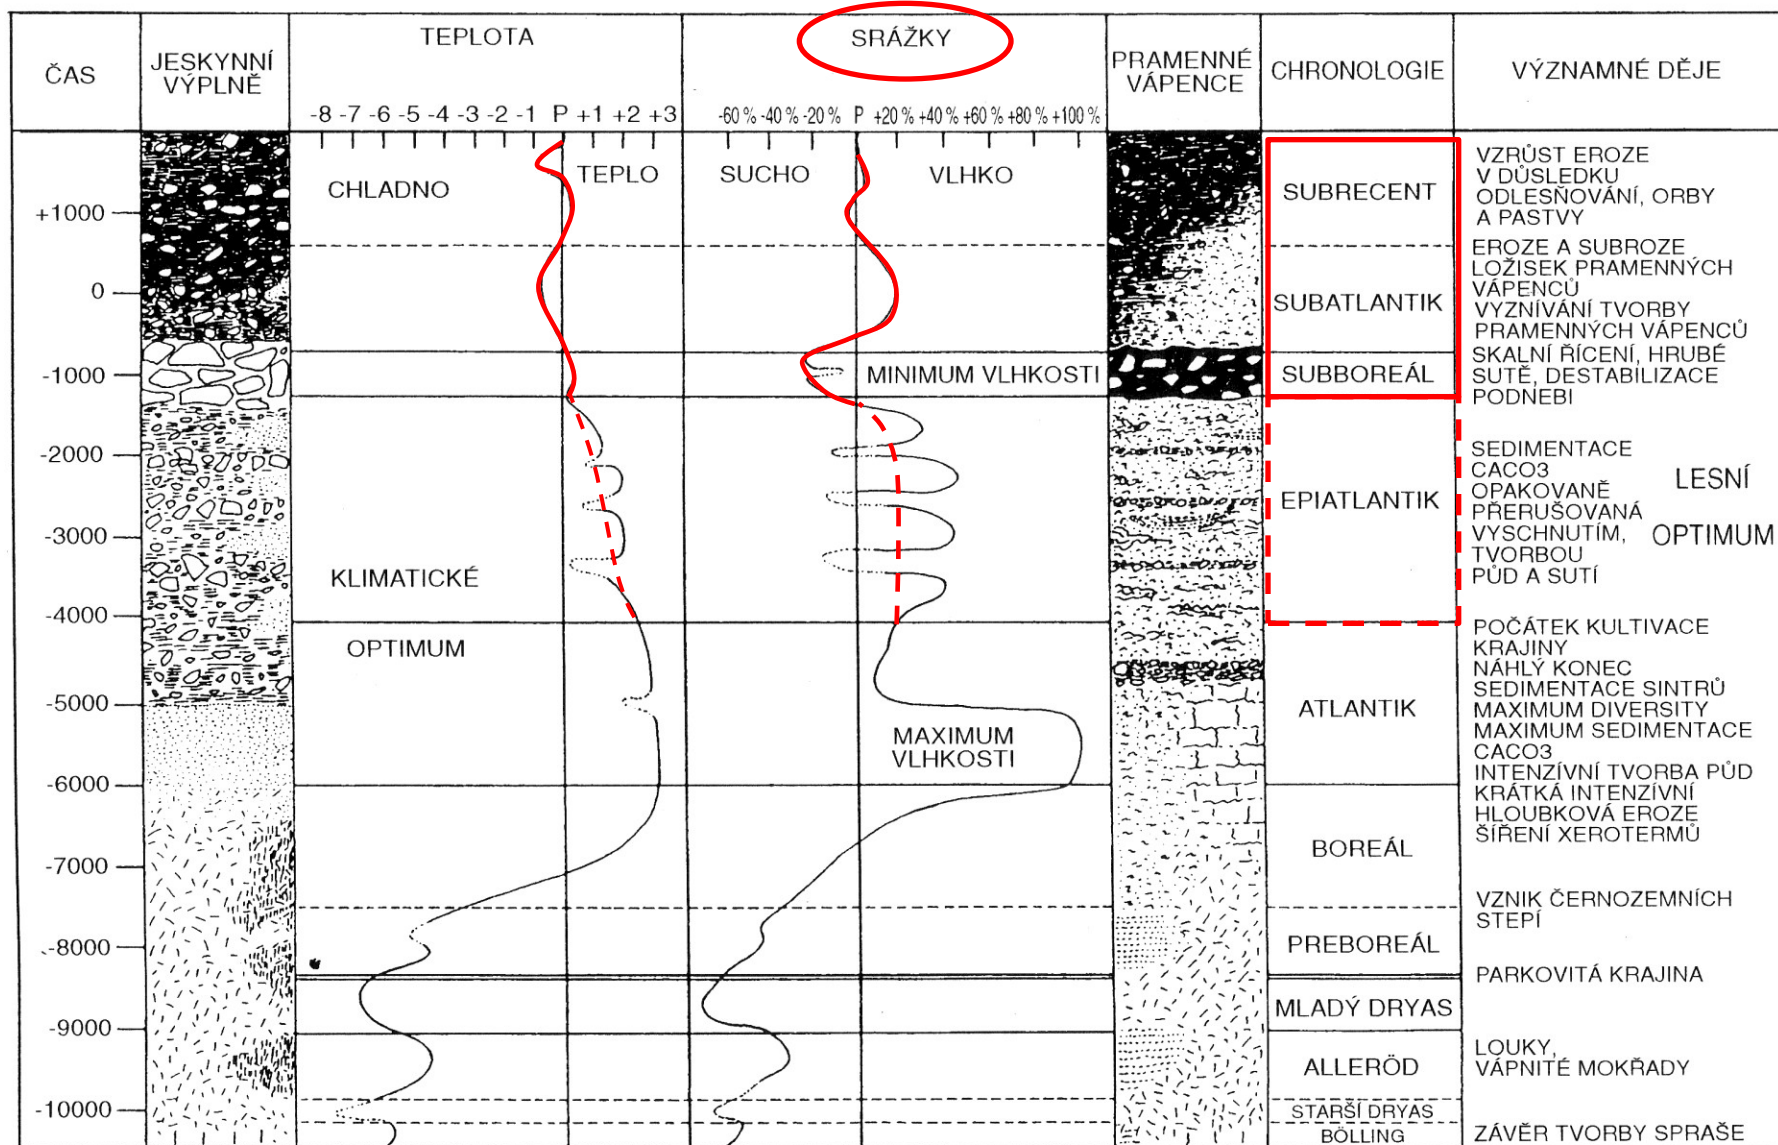 ČAS
JESKYNNÍ
VÝPLNĚ
TEPLOTA
-8 -7 -6 -5 -4 -3 -2 -1 P +1 +2 +3
SRÁŽKY
-60 % -40 % -20 % P +20 % +40 % +60 % +80 % +100 %
PRAMENNÉ
VÁPENCE
CHRONOLOGIE
VÝZNAMNÉ DĚJE
+1000
0
-1000
-2000
-3000
-4000
-5000
-6000
-7000
-8000
-9000
-10000
CHLADNO
TEPLO
KLIMATICKÉ
OPTIMUM
SUCHO
VLHKO
MINIMUM VLHKOSTI
MAXIMUM
VLHKOSTI
SUBRECENT
SUBATLANTIK
SUBBOREÁL
EPIATLANTIK
ATLANTIK
BOREÁL
PREBOREÁL
MLADÝ DRYAS
ALLERÖD
STARŠÍ DRYAS
BÖLLING
VZRŮST EROZE
V DŮSLEDKU
ODLESŇOVÁNÍ, ORBY
A PASTVY
EROZE A SUBROZE
LOŽISEK PRAMENNÝCH
VÁPENCŮ
VYZNÍVÁNÍ TVORBY
PRAMENNÝCH VÁPENCŮ
SKALNÍ ŘÍCENÍ, HRUBÉ
SUTĚ, DESTABILIZACE
PODNEBI
SEDIMENTACE
CACO3
OPAKOVANĚ
PŘERUŠOVANÁ
VYSCHNUTÍM,
TVORBOU
PŮD A SUTÍ
LESNÍ
OPTIMUM
POČÁTEK KULTIVACE
KRAJINY
NÁHLÝ KONEC
SEDIMENTACE SINTRŮ
MAXIMUM DIVERSITY
MAXIMUM SEDIMENTACE
CACO3
INTENZÍVNÍ TVORBA PŮD
KRÁTKÁ INTENZÍVNÍ
HLOUBKOVÁ EROZE
ŠÍŘENÍ XEROTERMŮ
VZNIK ČERNOZEMNÍCH
STEPÍ
PARKOVITÁ KRAJINA
LOUKY,
VÁPNITÉ MOKŘADY
ZÁVĚR TVORBY SPRAŠE